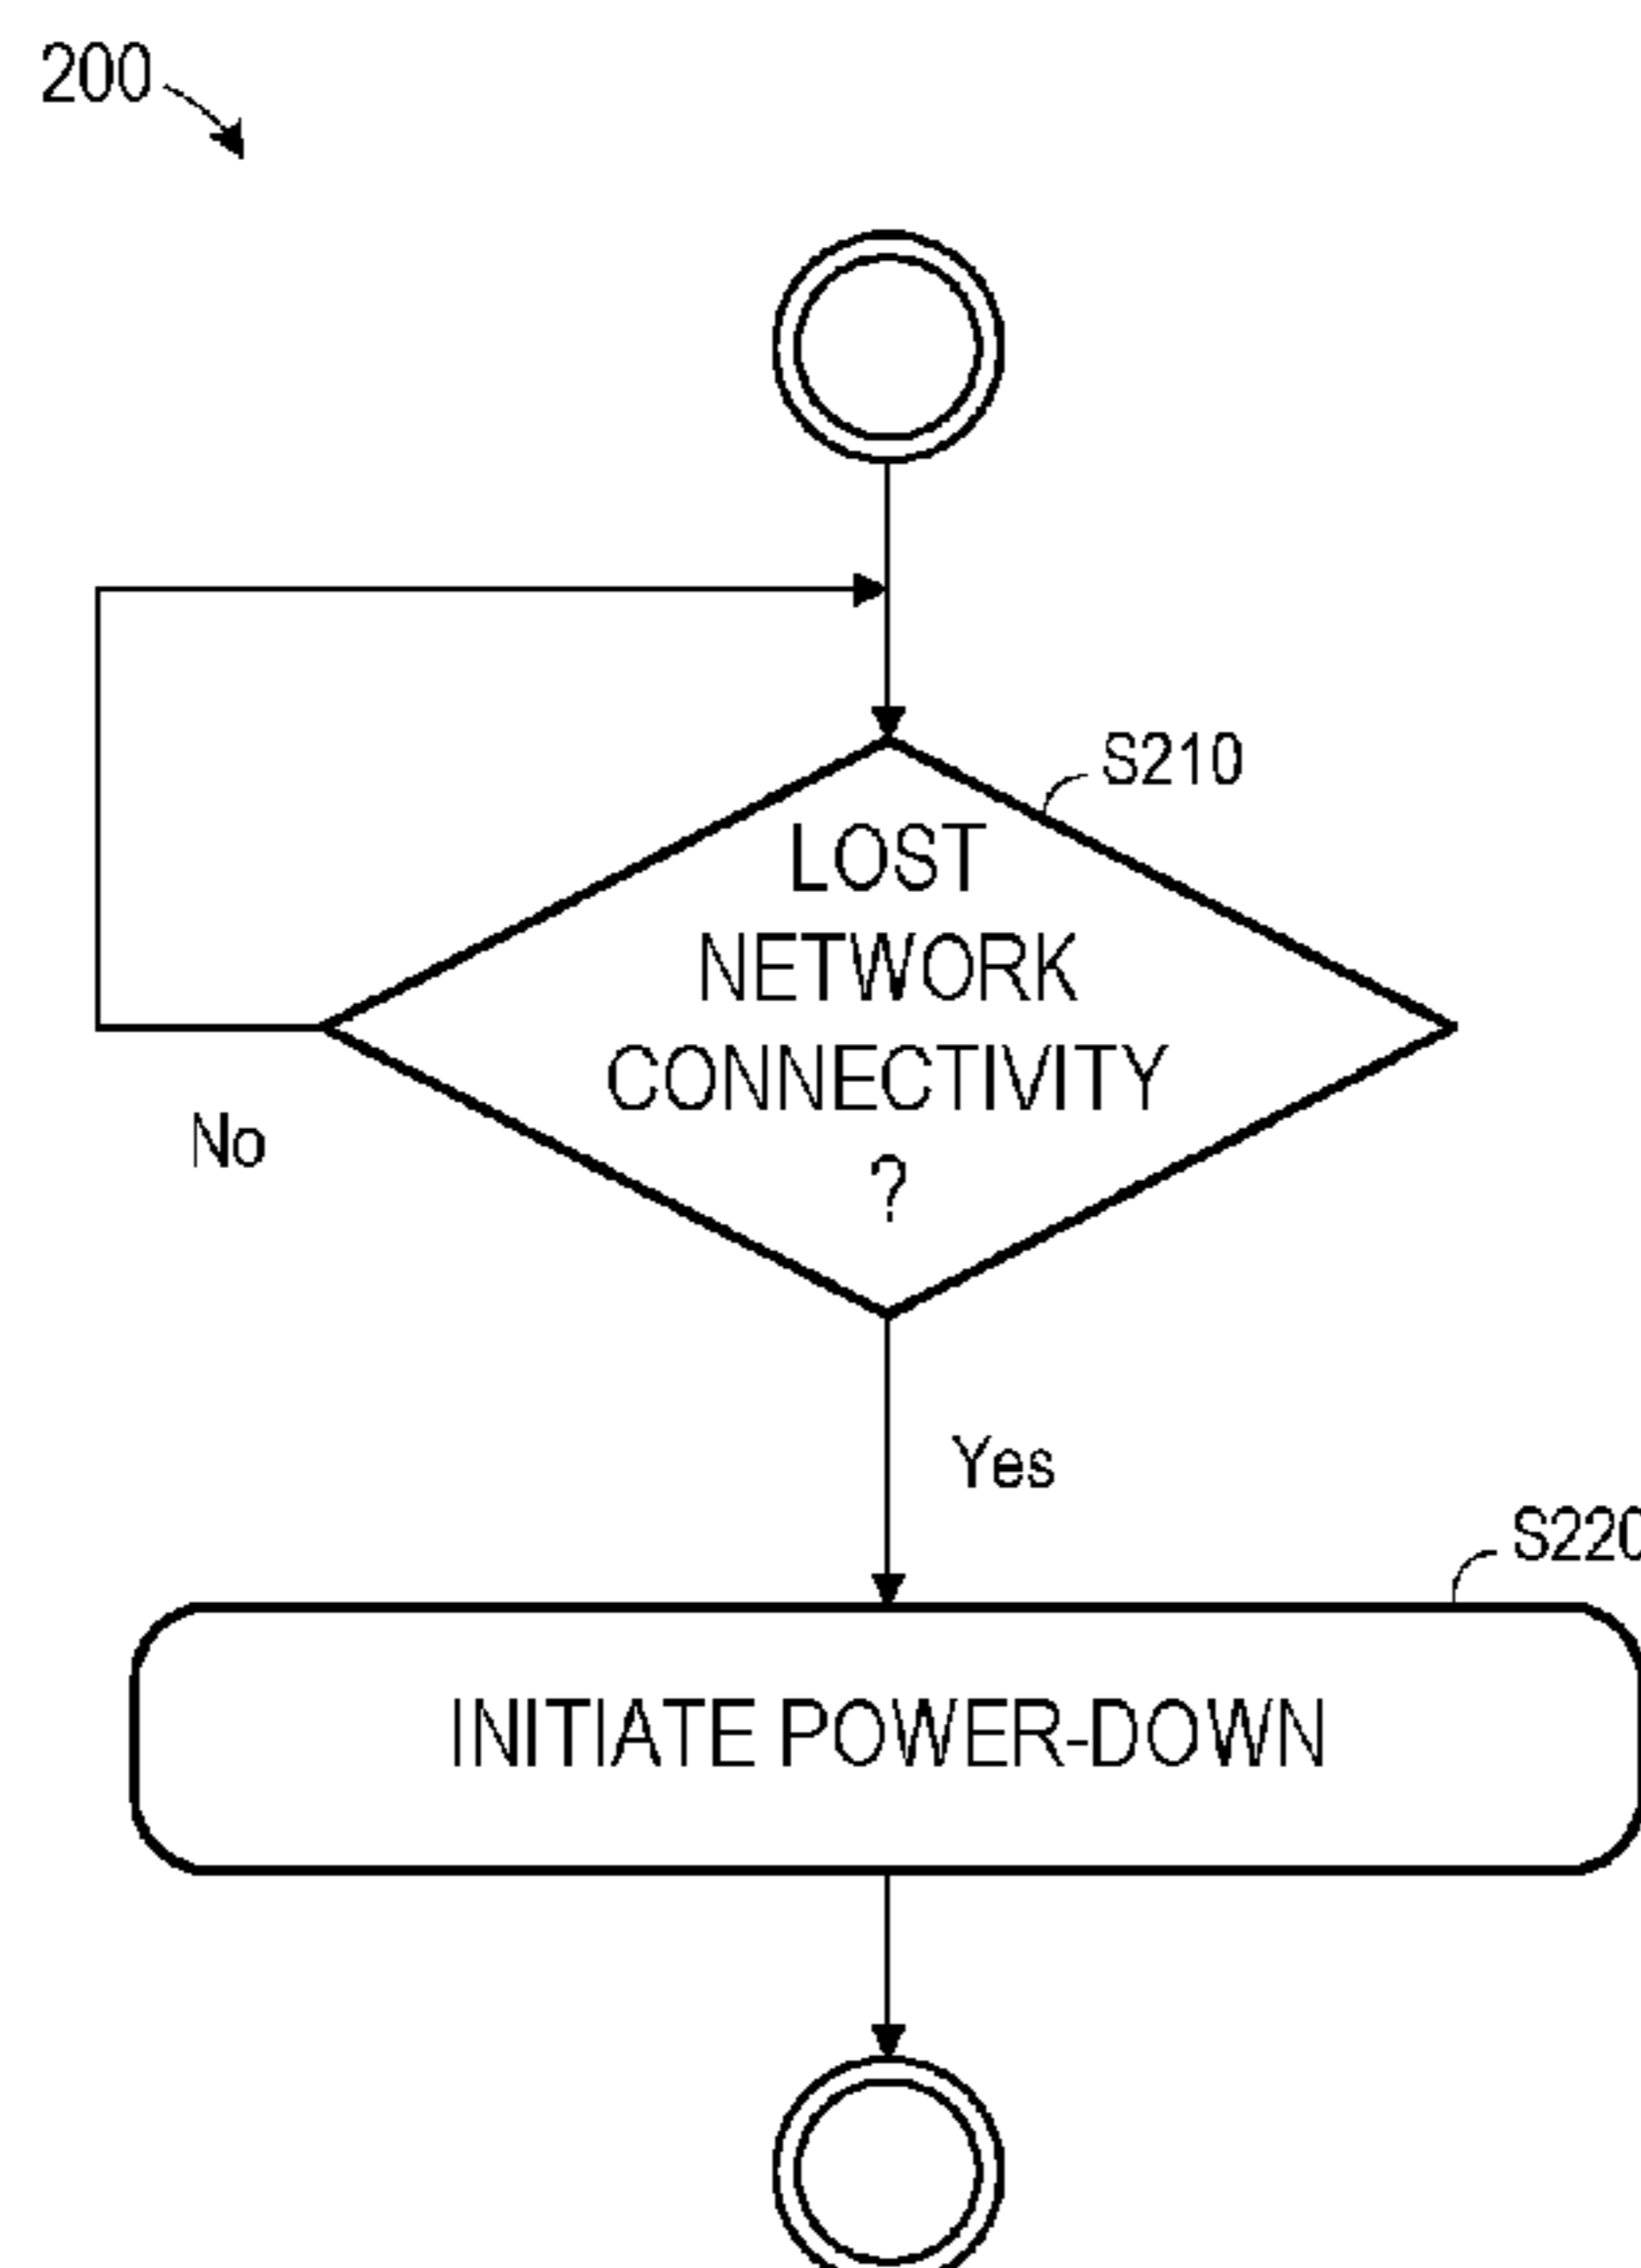 200
S210
LOST
NETWORK
CONNECTIVITY
?
No
Yes
S220
INITIATE POWER-DOWN